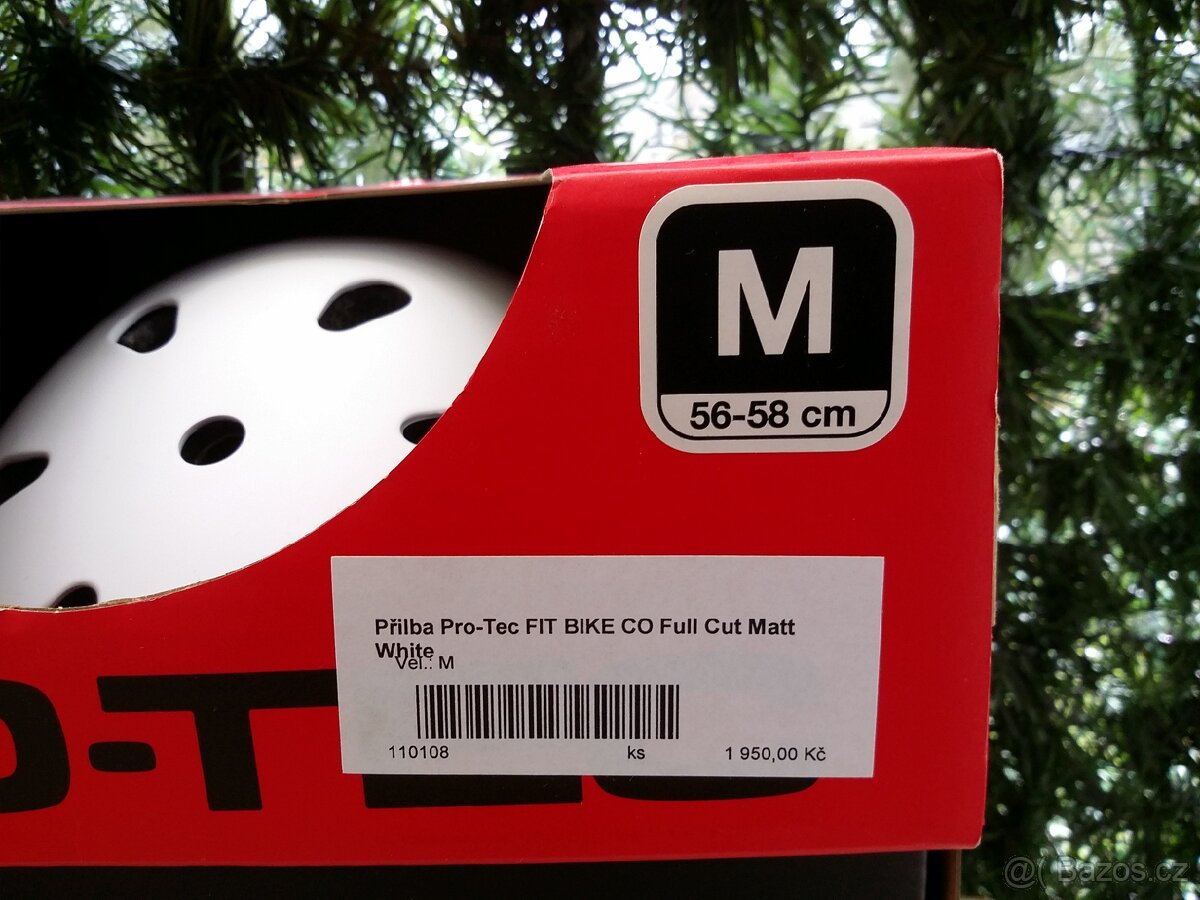 M
56-58 cm
Přilba Pro-Tec FIT BIKE CO Full Cut Matt
White
Vel.: M
110108 ks 1 950,00 Kč
@( Bazos.cz